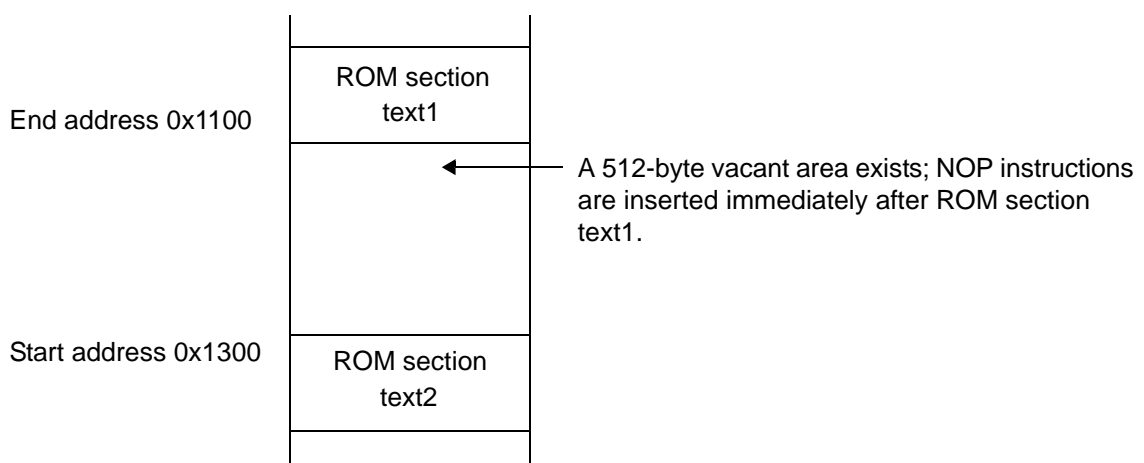 ROM section
text1
End address 0x1100
A 512-byte vacant area exists; NOP instructions
are inserted immediately after ROM section
text1.
Start address 0x1300
ROM section
text2